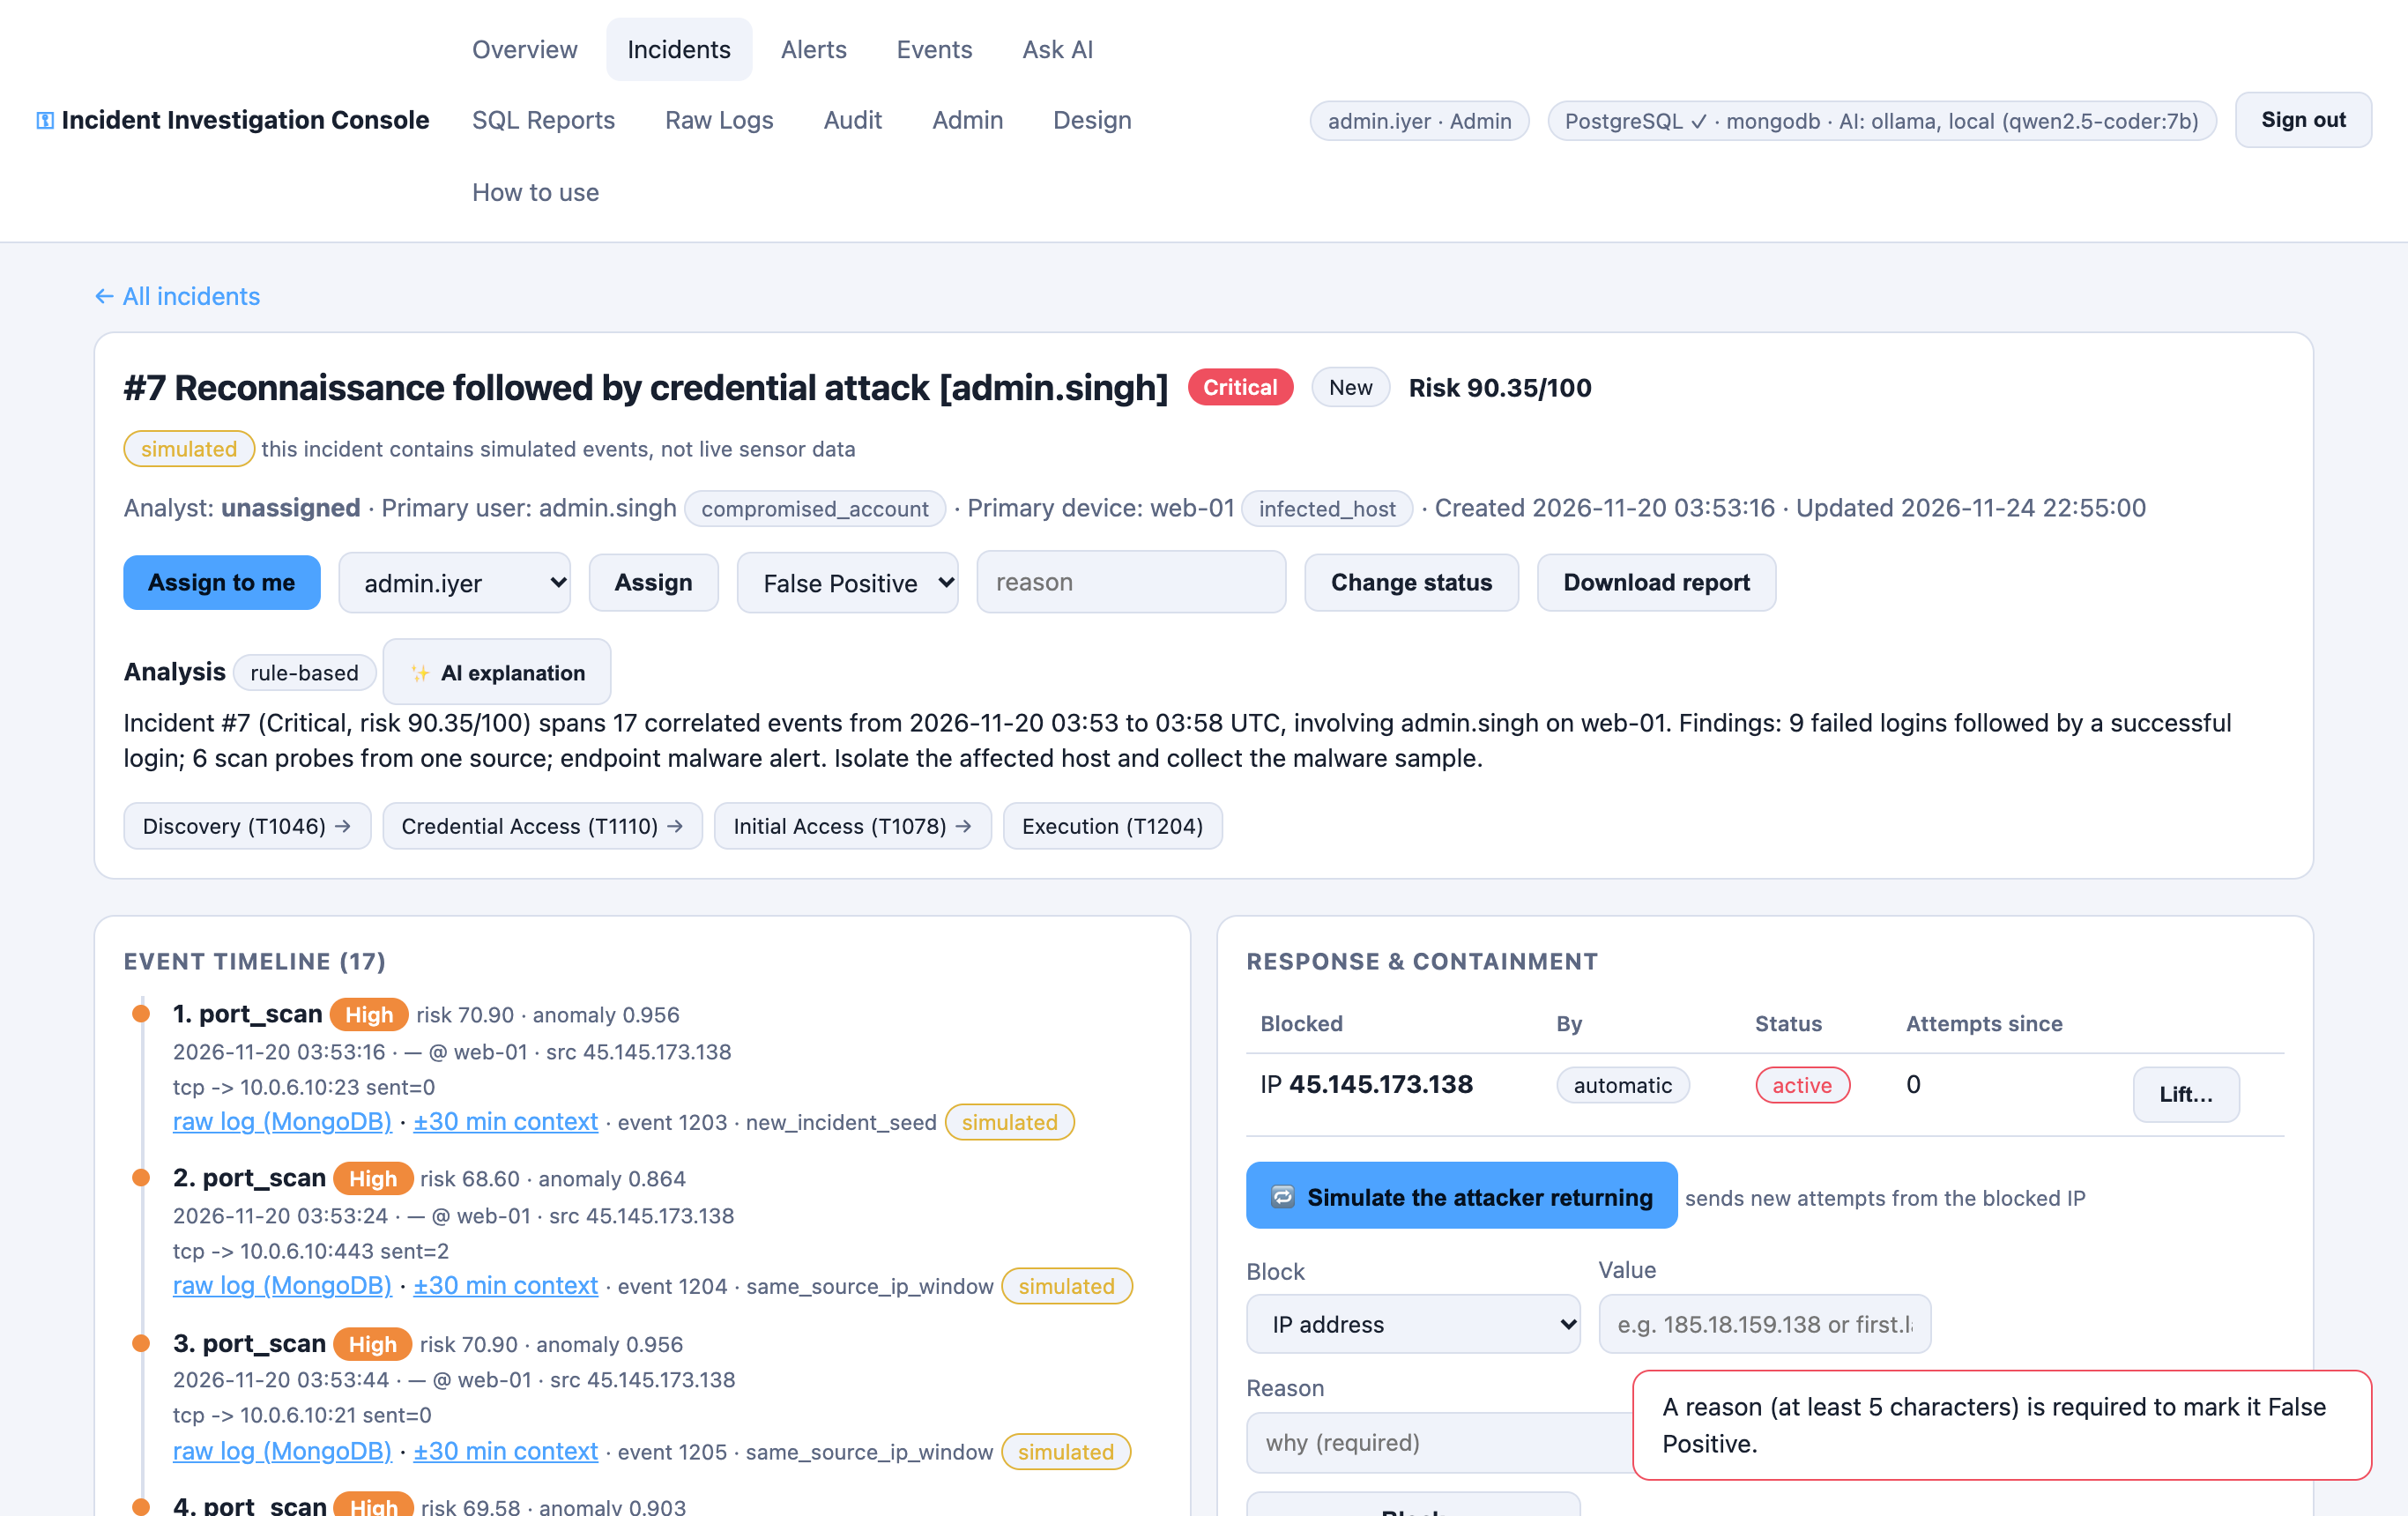 Overview Incidents Alerts Events Ask AI
Incident Investigation Console SQL Reports Raw Logs Audit Admin Design admin.iyer · Admin PostgreSQL ✓ · mongodb · AI: ollama, local (qwen2.5-coder:7b) Sign out
How to use
← All incidents
#7 Reconnaissance followed by credential attack [admin.singh] Critical New Risk 90.35/100
simulated this incident contains simulated events, not live sensor data
Analyst: unassigned · Primary user: admin.singh compromised_account · Primary device: web-01 infected_host · Created 2026-11-20 03:53:16 · Updated 2026-11-24 22:55:00
Assign to me admin.iyer Assign False Positive reason Change status Download report
Analysis rule-based ✨ AI explanation
Incident #7 (Critical, risk 90.35/100) spans 17 correlated events from 2026-11-20 03:53 to 03:58 UTC, involving admin.singh on web-01. Findings: 9 failed logins followed by a successful
login; 6 scan probes from one source; endpoint malware alert. Isolate the affected host and collect the malware sample.
Discovery (T1046) → Credential Access (T1110) → Initial Access (T1078) → Execution (T1204)
EVENT TIMELINE (17)
1. port_scan High risk 70.90 · anomaly 0.956
2026-11-20 03:53:16 · — @ web-01 · src 45.145.173.138
tcp -> 10.0.6.10:23 sent=0
raw log (MongoDB) · ±30 min context · event 1203 · new_incident_seed simulated
2. port_scan High risk 68.60 · anomaly 0.864
2026-11-20 03:53:24 · — @ web-01 · src 45.145.173.138
tcp -> 10.0.6.10:443 sent=2
raw log (MongoDB) · ±30 min context · event 1204 · same_source_ip_window simulated
3. port_scan High risk 70.90 · anomaly 0.956
2026-11-20 03:53:44 · — @ web-01 · src 45.145.173.138
tcp -> 10.0.6.10:21 sent=0
raw log (MongoDB) · ±30 min context · event 1205 · same_source_ip_window simulated
4. port_scan High risk 69.58 · anomaly 0.903
RESPONSE & CONTAINMENT
Blocked By Status Attempts since
IP 45.145.173.138 automatic active 0 Lift...
Simulate the attacker returning sends new attempts from the blocked IP
Block Value
IP address e.g. 185.18.159.138 or first.
Reason
why (required)
A reason (at least 5 characters) is required to mark it False
Positive.
Block